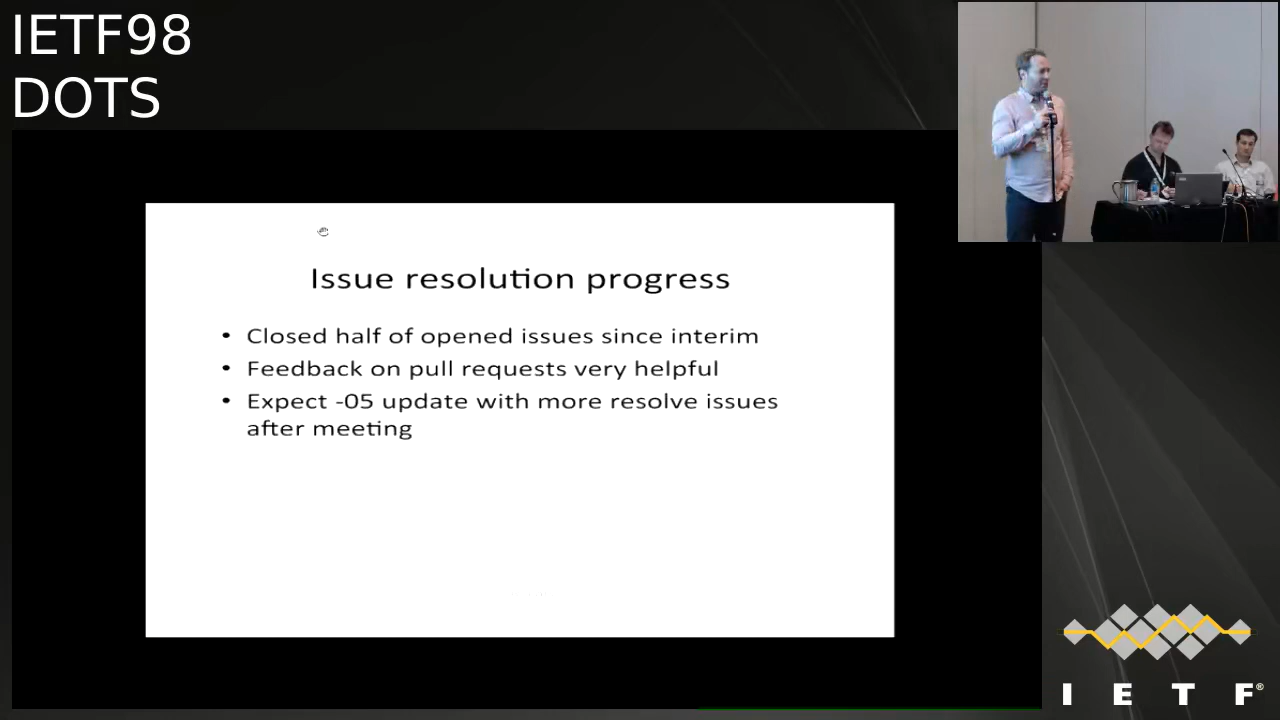 IETF98
DOTS
Issue resolution progress
• Closed half of opened issues since interim
• Feedback on pull requests very helpful
• Expect -05 update with more resolve issues
after meeting
I E T F®